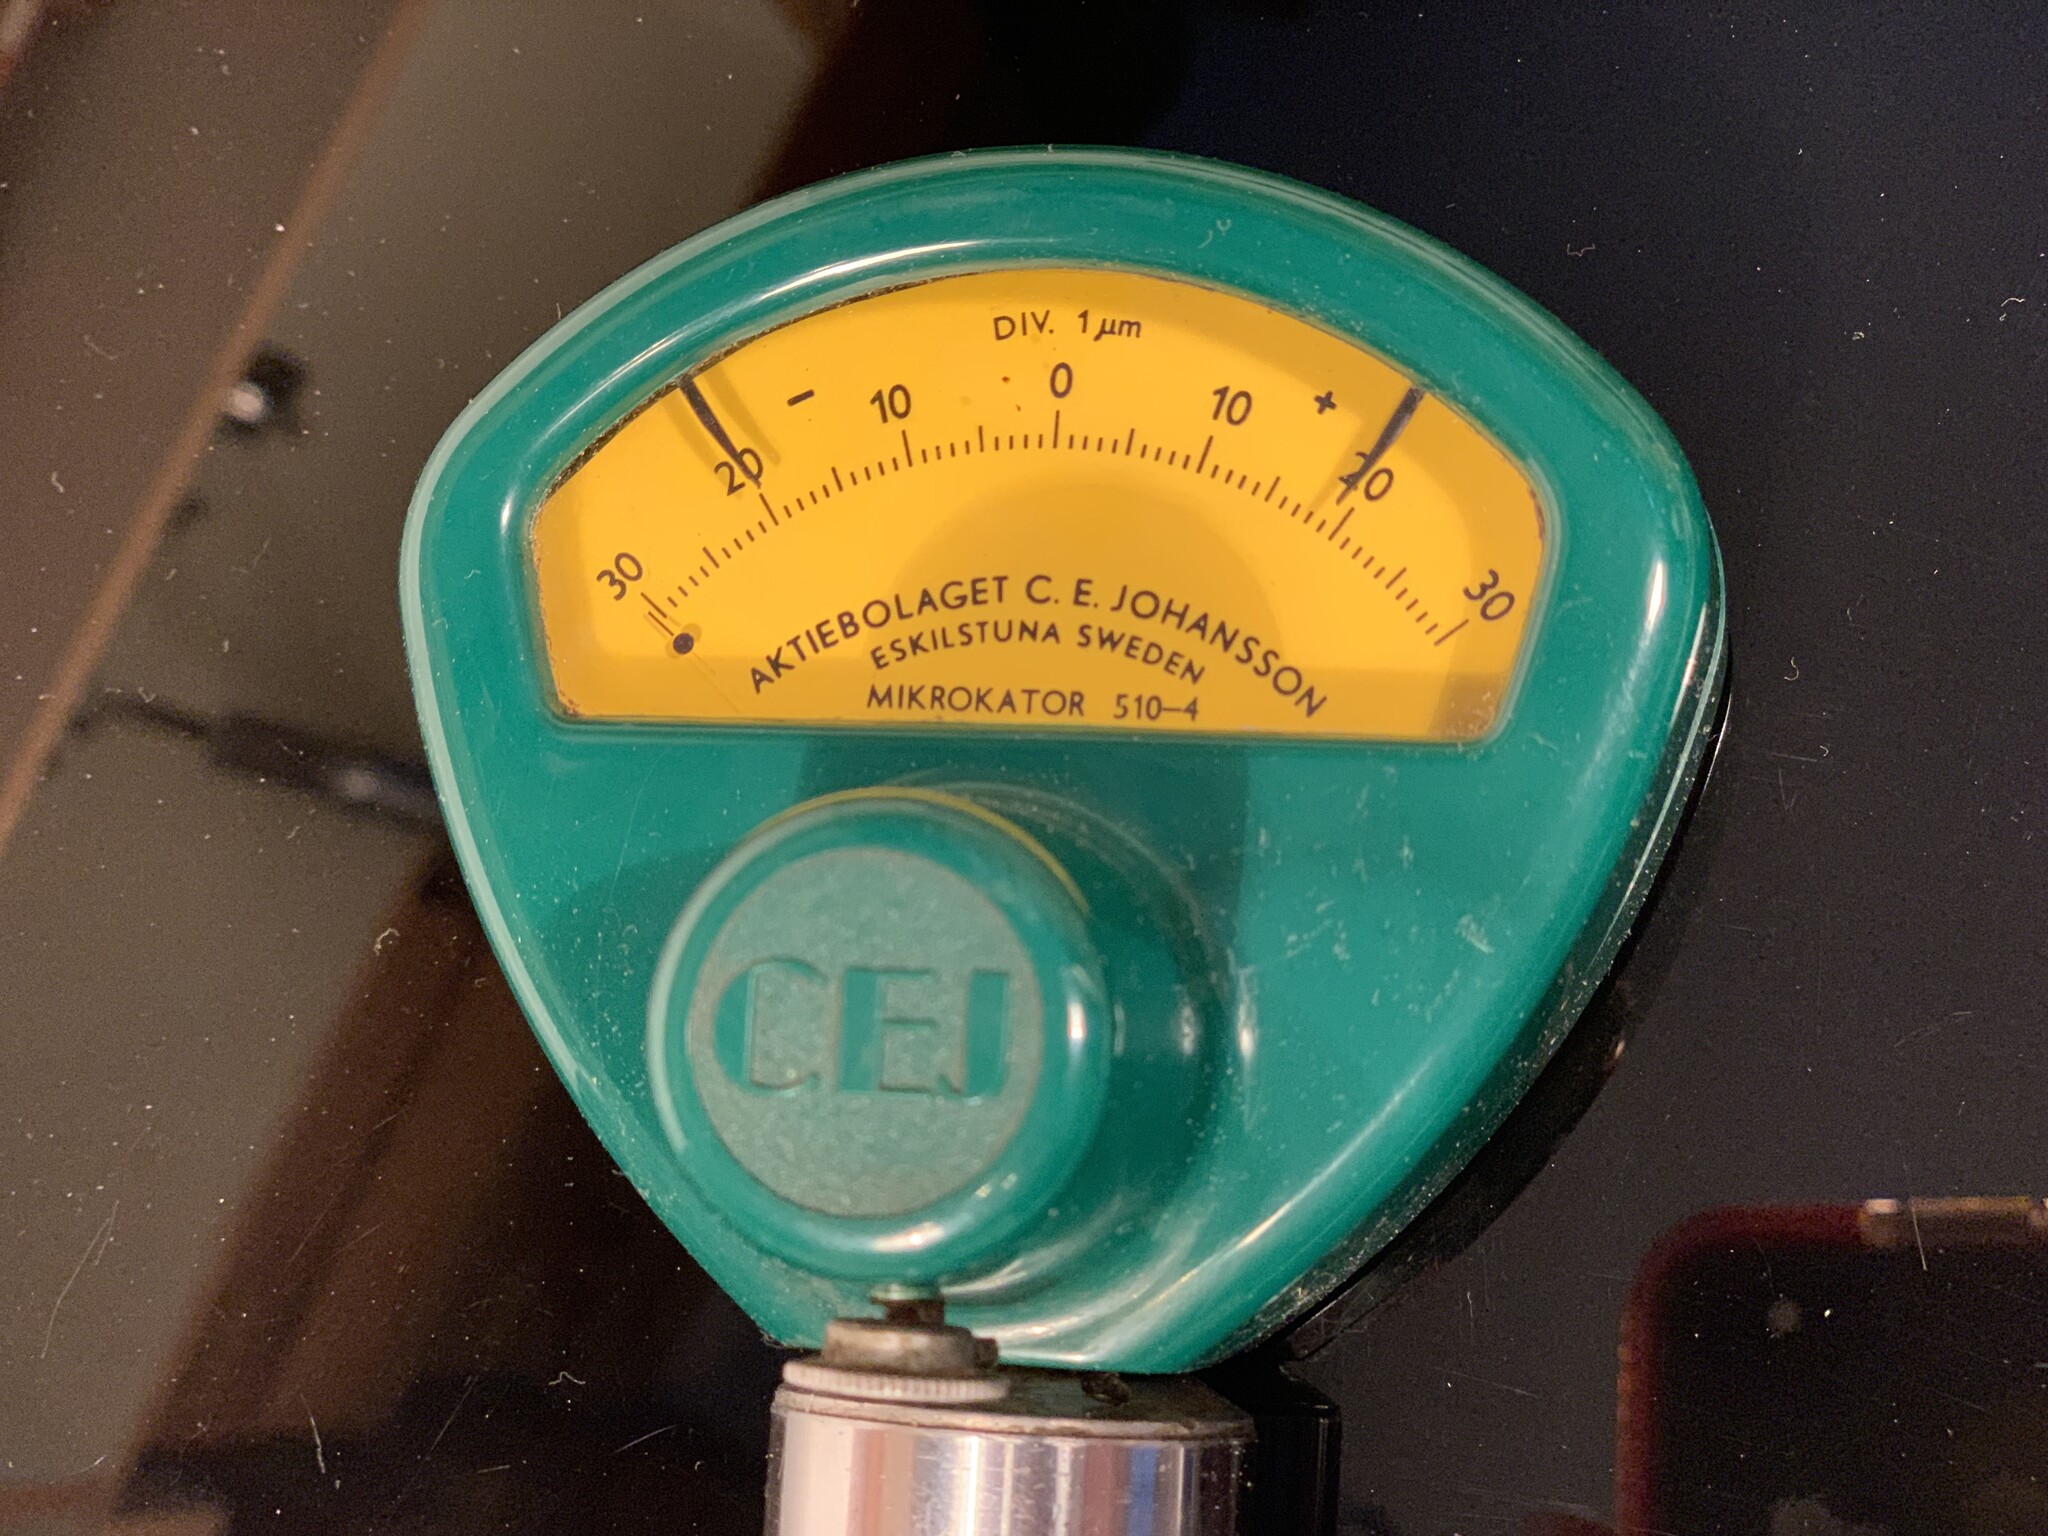 DIV. 1 µm
− 10 0 10 +
20 20
30 30
AKTIEBOLAGET C. E. JOHANSSON
ESKILSTUNA SWEDEN
MIKROKATOR 510–4
CEJ